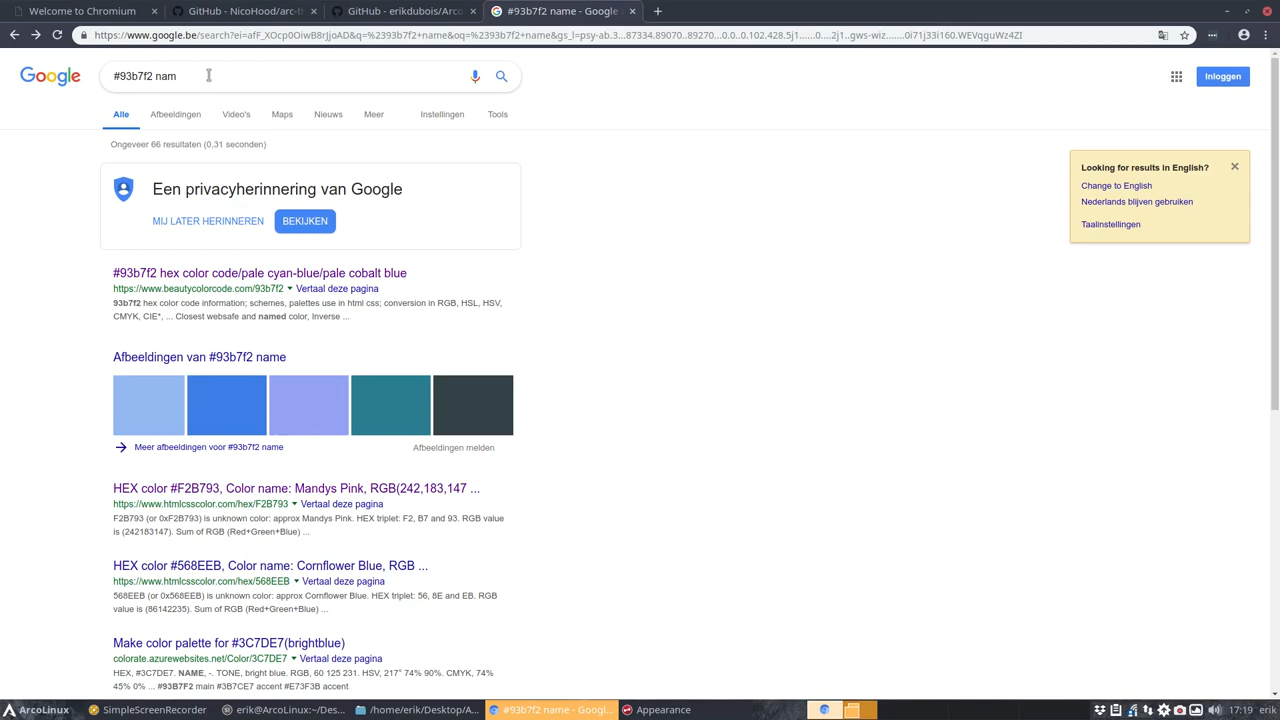 Welcome to Chromium
erikdubois/arc-th
erikdubois/Arc-t
#93b7f2 name - Google
https://www.google.be/search?ei=afF_XOcp0OiwB8rJjoAD&q=%2393b7f2+name&oq=%2393b7f2+name&gs_l=psy-ab.3...87334.89070..89270...0.0..0.102.428.5j1......0....2j1..gws-wiz.......0i71j33i160.WEVqguWz4ZI
Google
#93b7f2 nam
Inloggen
Alle
Afbeeldingen
Video's
Maps
Nieuws
Meer
Instellingen
Tools
Ongeveer 66 resultaten (0,31 seconden)
Looking for results in English?
Change to English
Nederlands blijven gebruiken
Taalinstellingen
Een privacyherinnering van Google
MIJ LATER HERINNEREN
BEKIJKEN
#93b7f2 hex color code/pale cyan-blue/pale cobalt blue
https://www.beautycolorcode.com/93b7f2 Vertaal deze pagina
93b7f2 hex color code information; schemes, palettes use in html css; conversion in RGB, HSL, HSV,
CMYK, CIE*, ... Closest websafe and named color, Inverse ...
Afbeeldingen van #93b7f2 name
Meer afbeeldingen voor #93b7f2 name
Afbeeldingen melden
HEX color #F2B793, Color name: Mandys Pink, RGB(242,183,147 ...
https://www.htmlcsscolor.com/hex/F2B793 Vertaal deze pagina
F2B793 (or 0xF2B793) is unknown color: approx Mandys Pink. HEX triplet: F2, B7 and 93. RGB value
is (242183147). Sum of RGB (Red+Green+Blue) ...
HEX color #568EEB, Color name: Cornflower Blue, RGB ...
https://www.htmlcsscolor.com/hex/568EEB Vertaal deze pagina
568EEB (or 0x568EEB) is unknown color: approx Cornflower Blue. HEX triplet: 56, 8E and EB. RGB
value is (86142235). Sum of RGB (Red+Green+Blue) ...
Make color palette for #3C7DE7(brightblue)
colorate.azurewebsites.net/Color/3C7DE7 Vertaal deze pagina
HEX, #3C7DE7. NAME, -. TONE, bright blue. RGB, 60 125 231. HSV, 217° 74% 90%. CMYK, 74%
45% 0% ... #93B7F2 main #3B7CE7 accent #E73F3B accent
ArcoLinux
SimpleScreenRecorder
erik@ArcoLinux:~/Des...
/home/erik/Desktop/A...
#93b7f2 name - Googl...
Appearance
17:19
erik